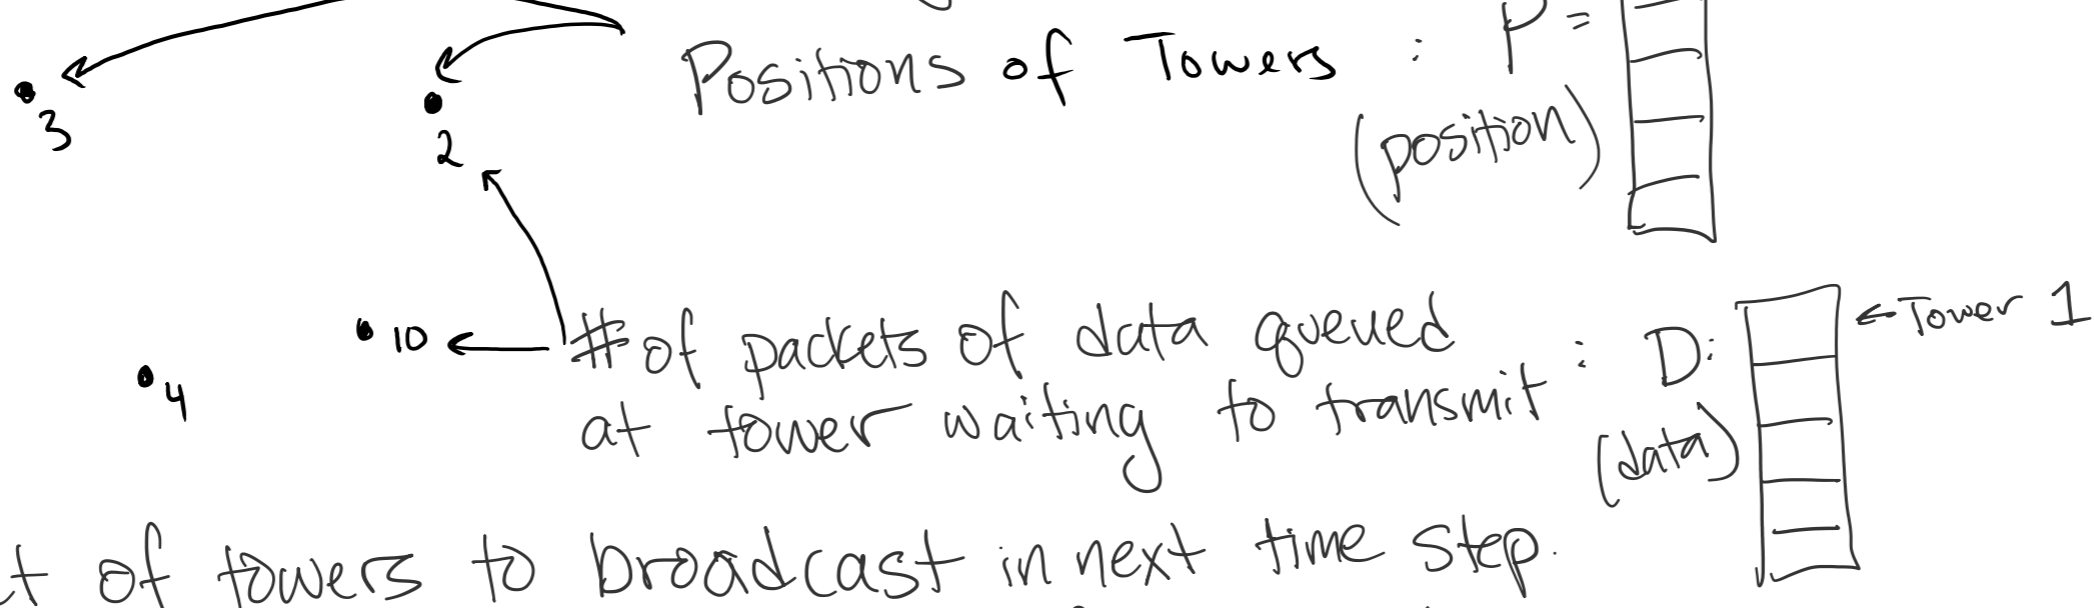 Positions of Towers : P =
(position)
3
2
10
4
# of packets of data queued
at tower waiting to transmit : D:
(data)
← Tower 1
of towers to broadcast in next time step.